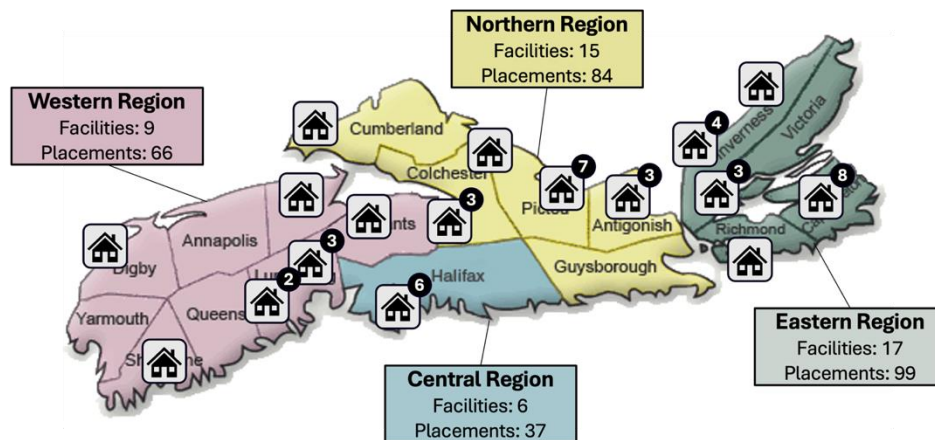 Northern Region
Facilities: 15
Placements: 84
Western Region
Facilities: 9
Placements: 66
Cumberland
Colchester
Inverness
Victoria
4
7
3
3
8
Pictou
Antigonish
Richmond
3
Annapolis
Digby
3
Halifax
Guysborough
2
6
Queens
Yarmouth
Eastern Region
Facilities: 17
Placements: 99
Central Region
Facilities: 6
Placements: 37